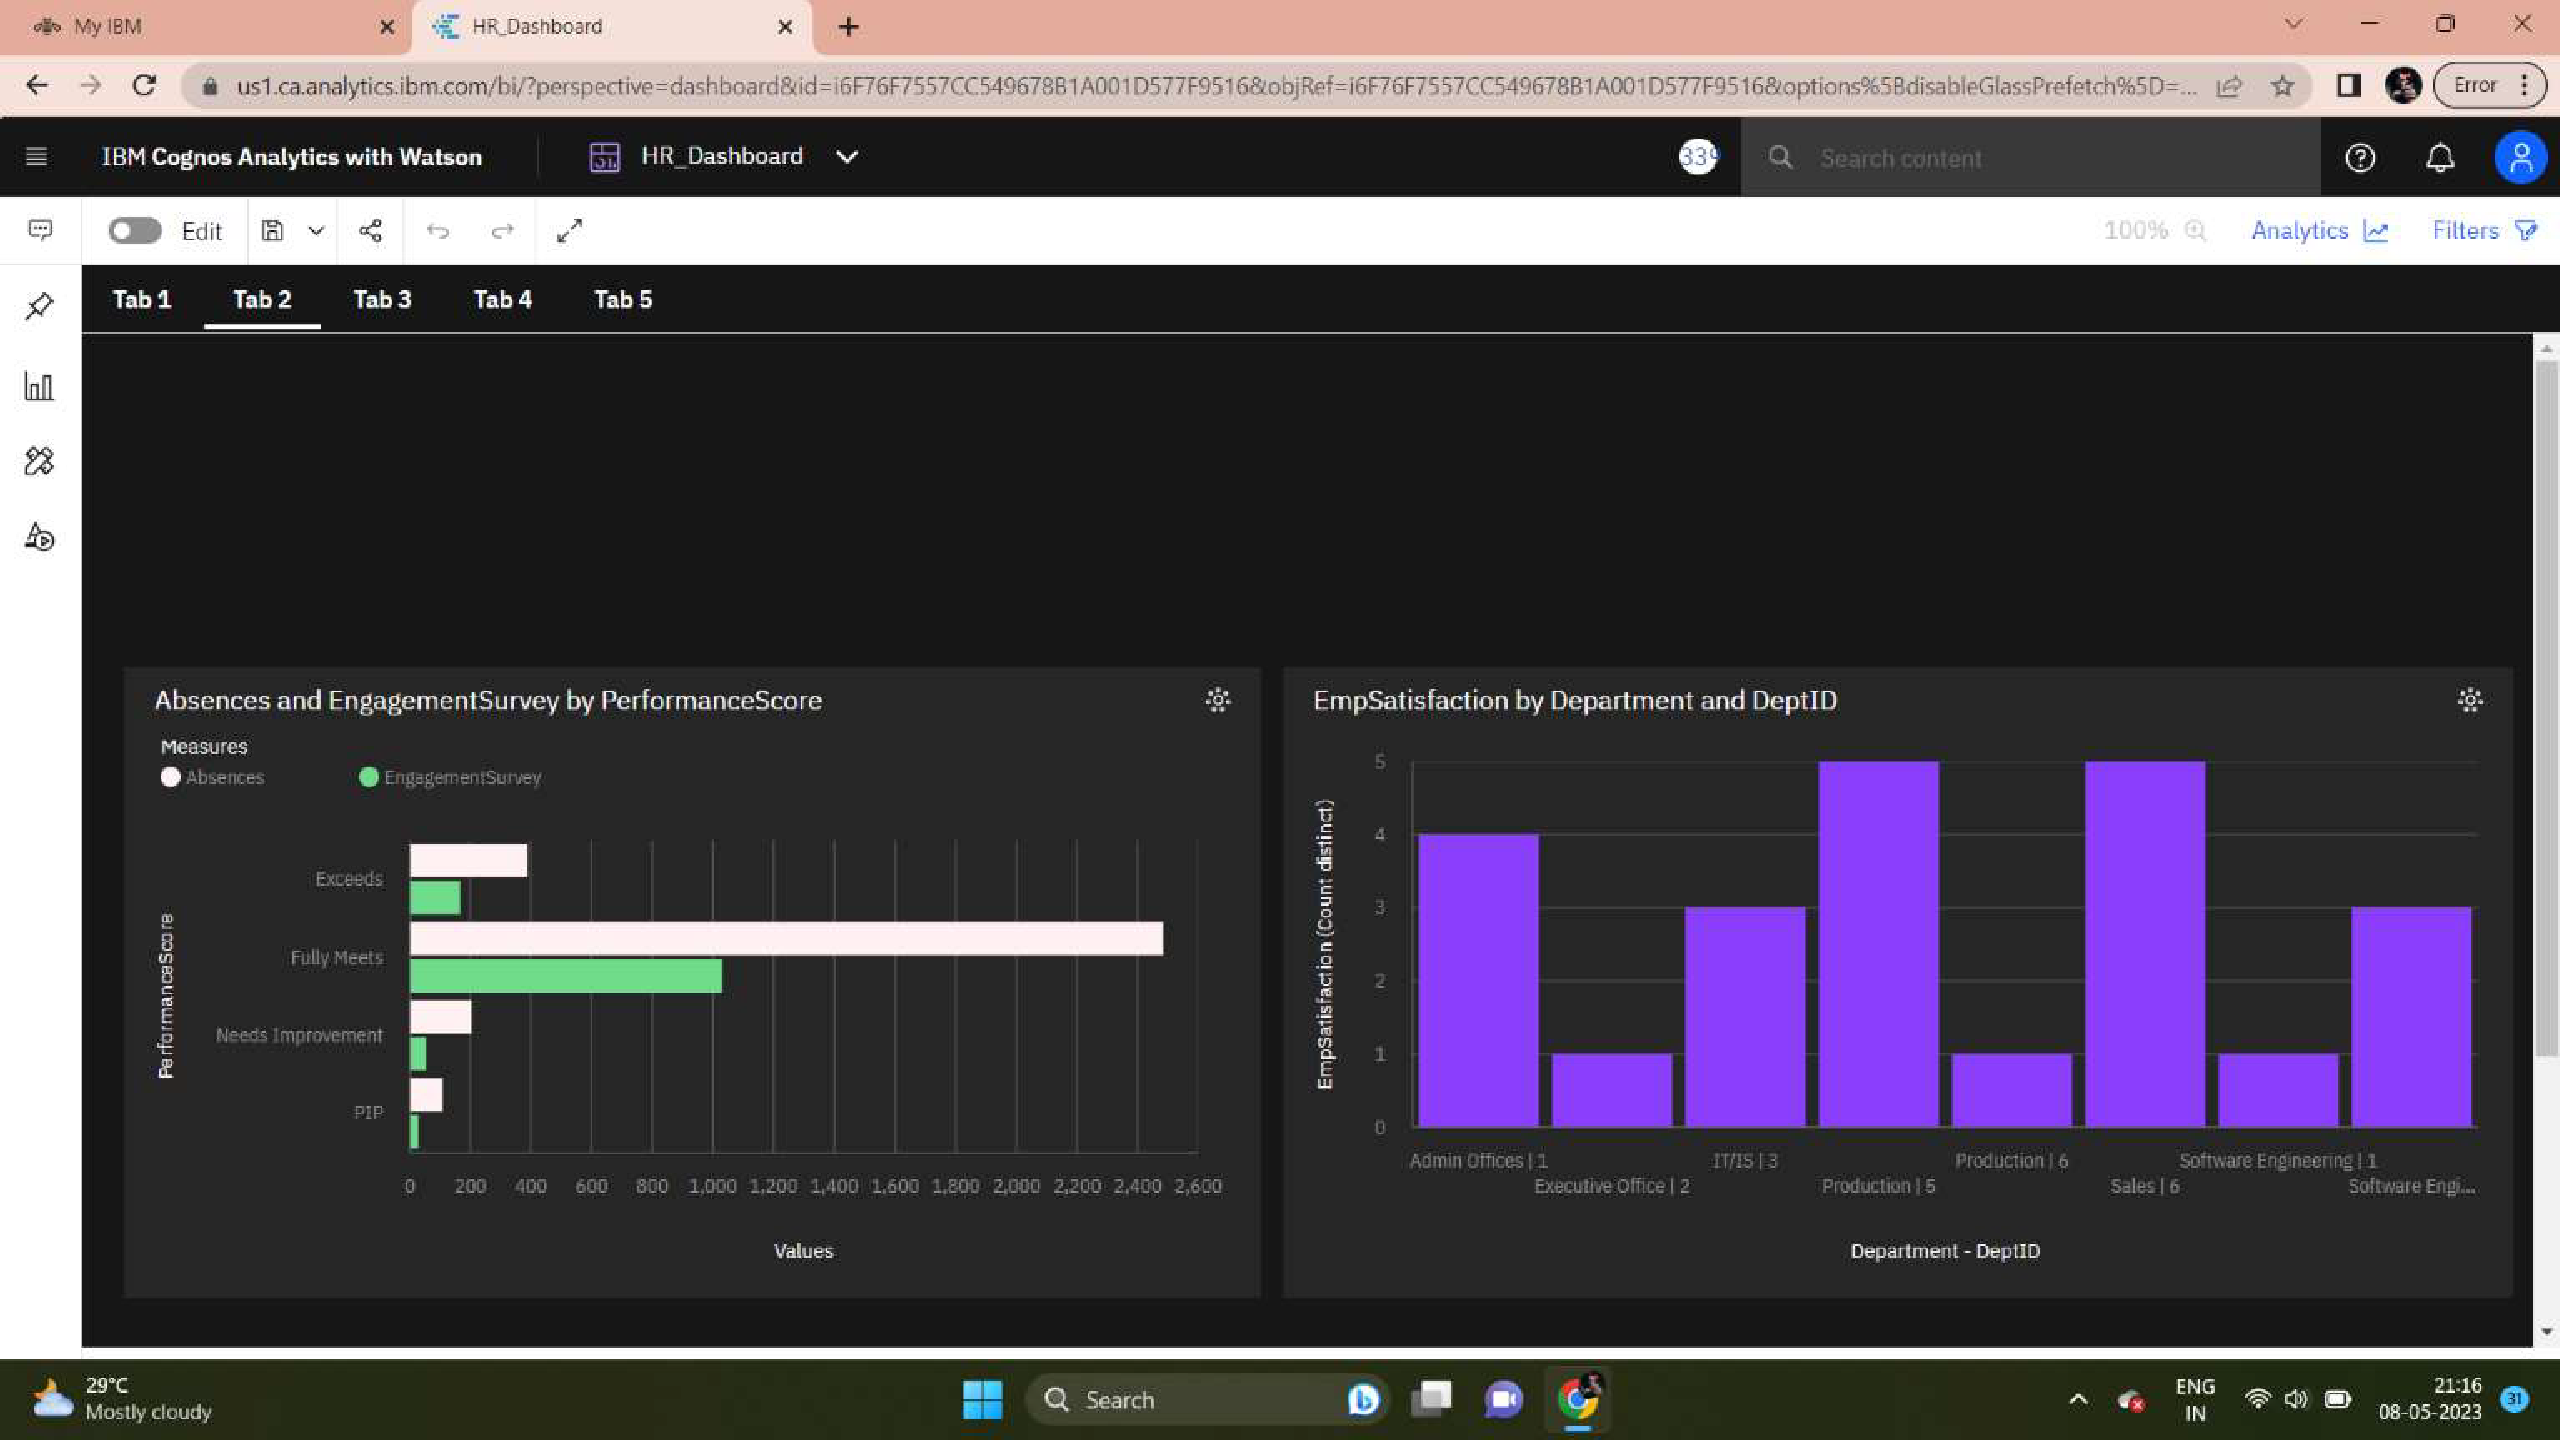 My IBM
HR_Dashboard
us1.ca.analytics.ibm.com/bi/?perspective=dashboard&id=i6F76F7557CC549678B1A001D577F9516&objRef=i6F76F7557CC549678B1A001D577F9516&options%5BdisableGlassPrefetch%5D=...
Error
IBM Cognos Analytics with Watson
HR_Dashboard
Search content
Edit
100%
Analytics
Filters
Tab 1 Tab 2 Tab 3 Tab 4 Tab 5
Absences and EngagementSurvey by PerformanceScore
Measures
Absences EngagementSurvey
PerformanceScore
Exceeds
Fully Meets
Needs Improvement
PIP
0 200 400 600 800 1,000 1,200 1,400 1,600 1,800 2,000 2,200 2,400 2,600
Values
EmpSatisfaction by Department and DeptID
EmpSatisfaction (Count distinct)
5
4
3
2
1
0
Admin Offices | 1 IT/IS | 3 Production | 6 Software Engineering | 1
Executive Office | 2 Production | 5 Sales | 6 Software Engi...
Department - DeptID
29°C
Mostly cloudy
Search
ENG
IN
21:16
08-05-2023
31